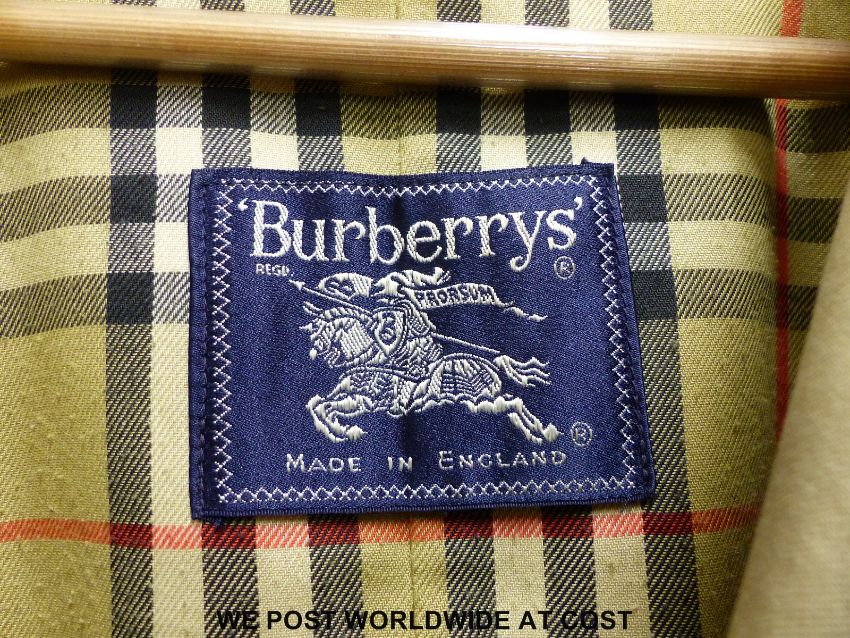 'Burberrys'
®
REGD.
PRORSUM
B
®
MADE IN ENGLAND
WE POST WORLDWIDE AT COST